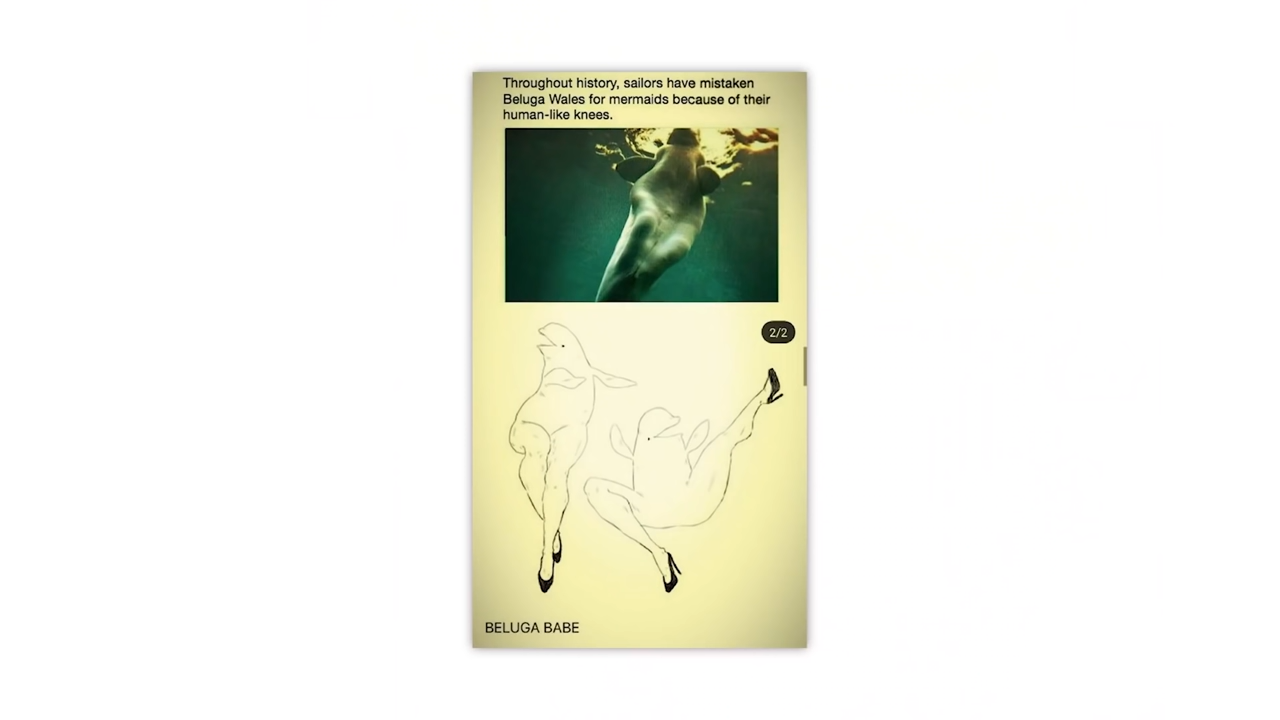 Throughout history, sailors have mistaken
Beluga Wales for mermaids because of their
human-like knees.
2/2
BELUGA BABE